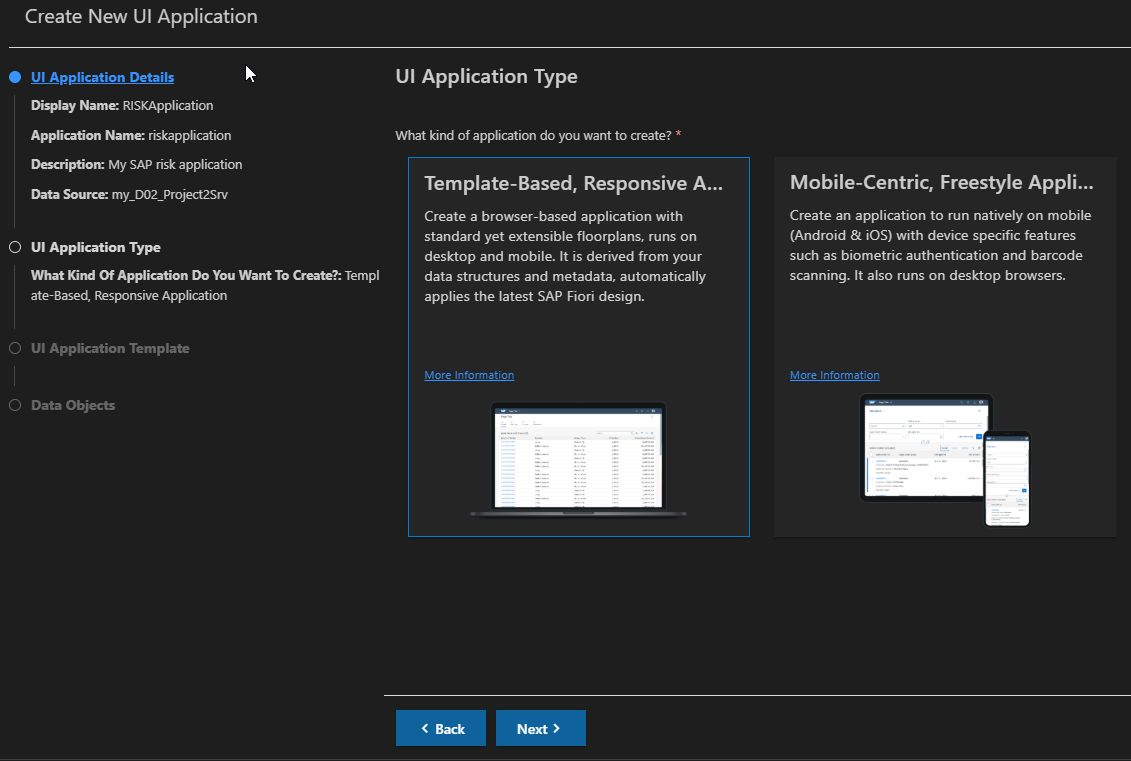 Create New UI Application
UI Application Details
Display Name: RISKApplication
Application Name: riskapplication
Description: My SAP risk application
Data Source: my_D02_Project2Srv
UI Application Type
What Kind Of Application Do You Want To Create?: Templ
ate-Based, Responsive Application
UI Application Template
Data Objects
UI Application Type
What kind of application do you want to create? *
Template-Based, Responsive A...
Create a browser-based application with
standard yet extensible floorplans, runs on
desktop and mobile. It is derived from your
data structures and metadata, automatically
applies the latest SAP Fiori design.
More Information
Mobile-Centric, Freestyle Appli...
Create an application to run natively on mobile
(Android & iOS) with device specific features
such as biometric authentication and barcode
scanning. It also runs on desktop browsers.
More Information
Back
Next